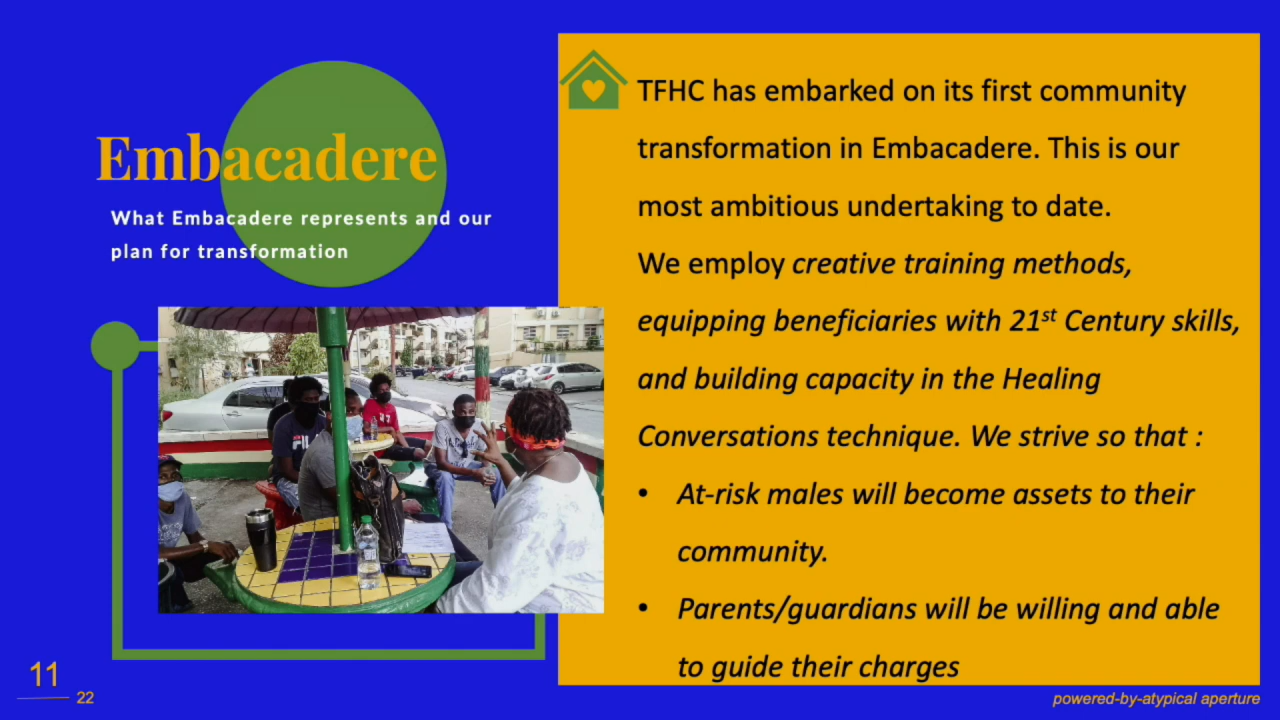 Embacadere
What Embacadere represents and our
plan for transformation
TFHC has embarked on its first community
transformation in Embacadere. This is our
most ambitious undertaking to date.
We employ creative training methods,
equipping beneficiaries with 21st Century skills,
and building capacity in the Healing
Conversations technique. We strive so that :
• At-risk males will become assets to their
community.
• Parents/guardians will be willing and able
to guide their charges
11
22
powered-by-atypical aperture